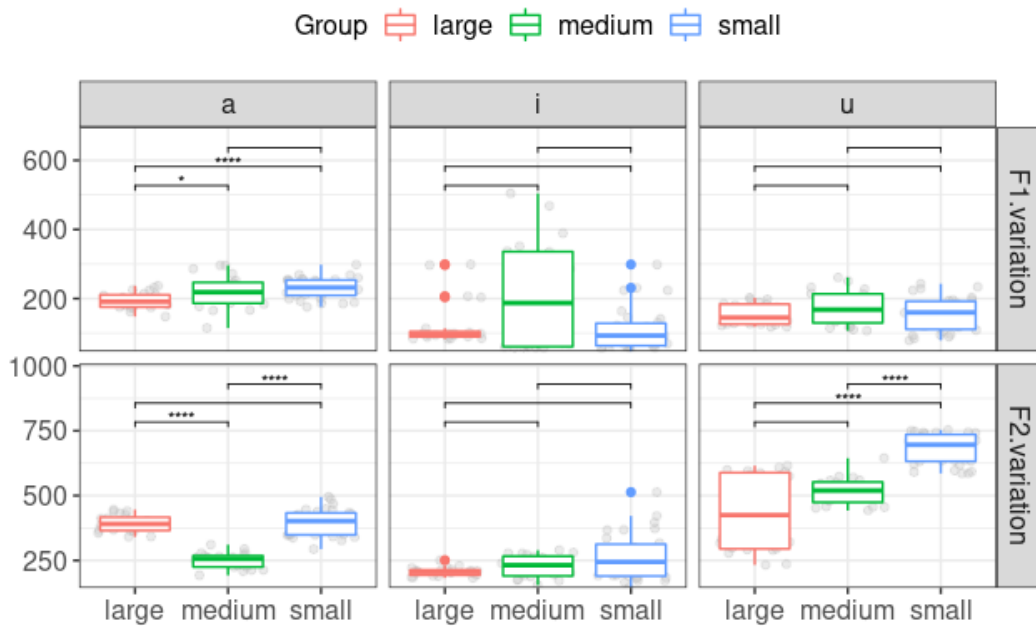 Group large medium small
a i u
600
400
200
F1.variation
****
*
1000
750
500
250
F2.variation
****
****
****
****
large medium small large medium small large medium small